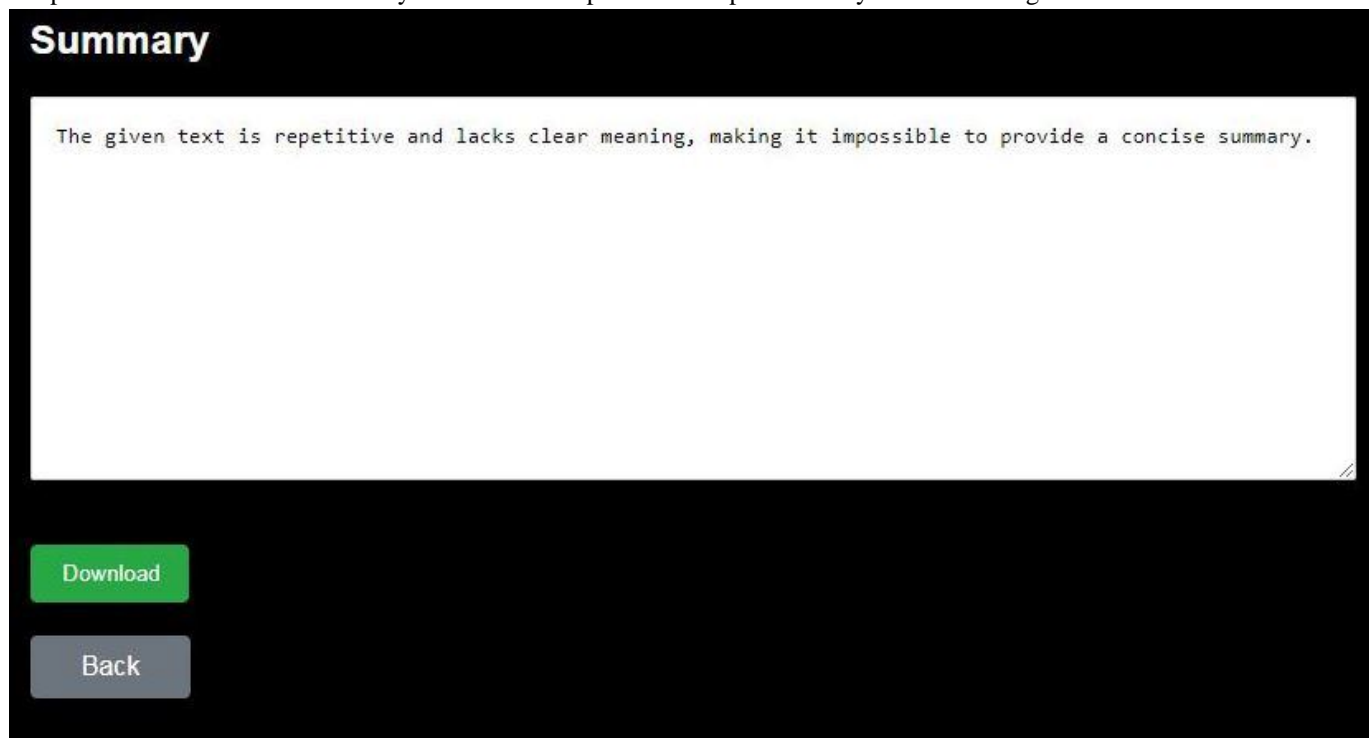 Summary
The given text is repetitive and lacks clear meaning, making it impossible to provide a concise summary.
Download
Back